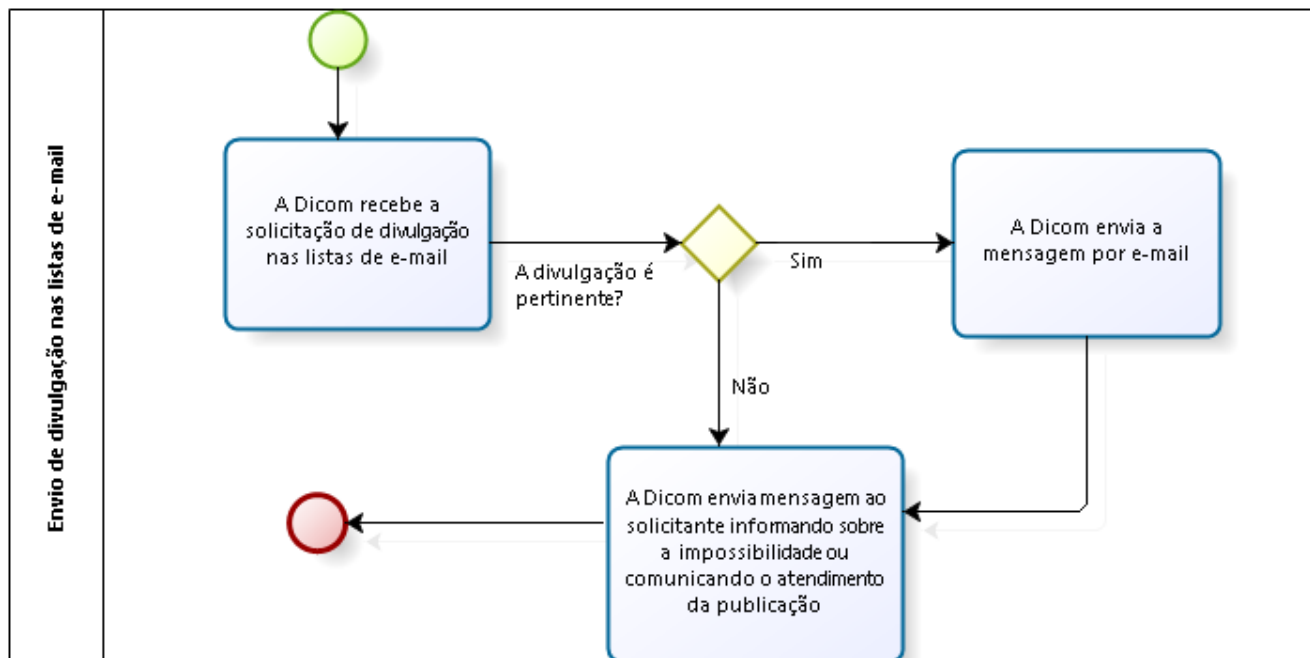 Envio de divulgação nas listas de e-mail
A Dicom recebe a
solicitação de divulgação
nas listas de e-mail
A divulgação é
pertinente?
Sim
A Dicom envia a
mensagem por e-mail
Não
A Dicom envia mensagem ao
solicitante informando sobre
a impossibilidade ou
comunicando o atendimento
da publicação